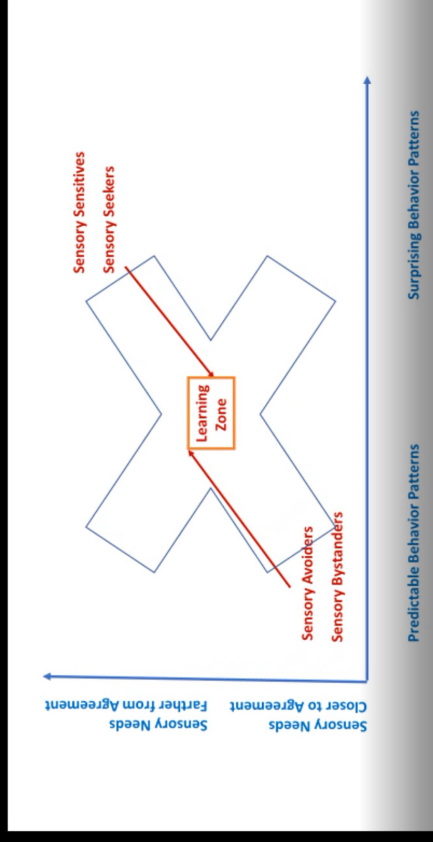 Sensory Needs
Farther from Agreement
Sensory Needs
Closer to Agreement
Sensory Sensitives
Sensory Seekers
Learning
Zone
Sensory Avoiders
Sensory Bystanders
Predictable Behavior Patterns
Surprising Behavior Patterns